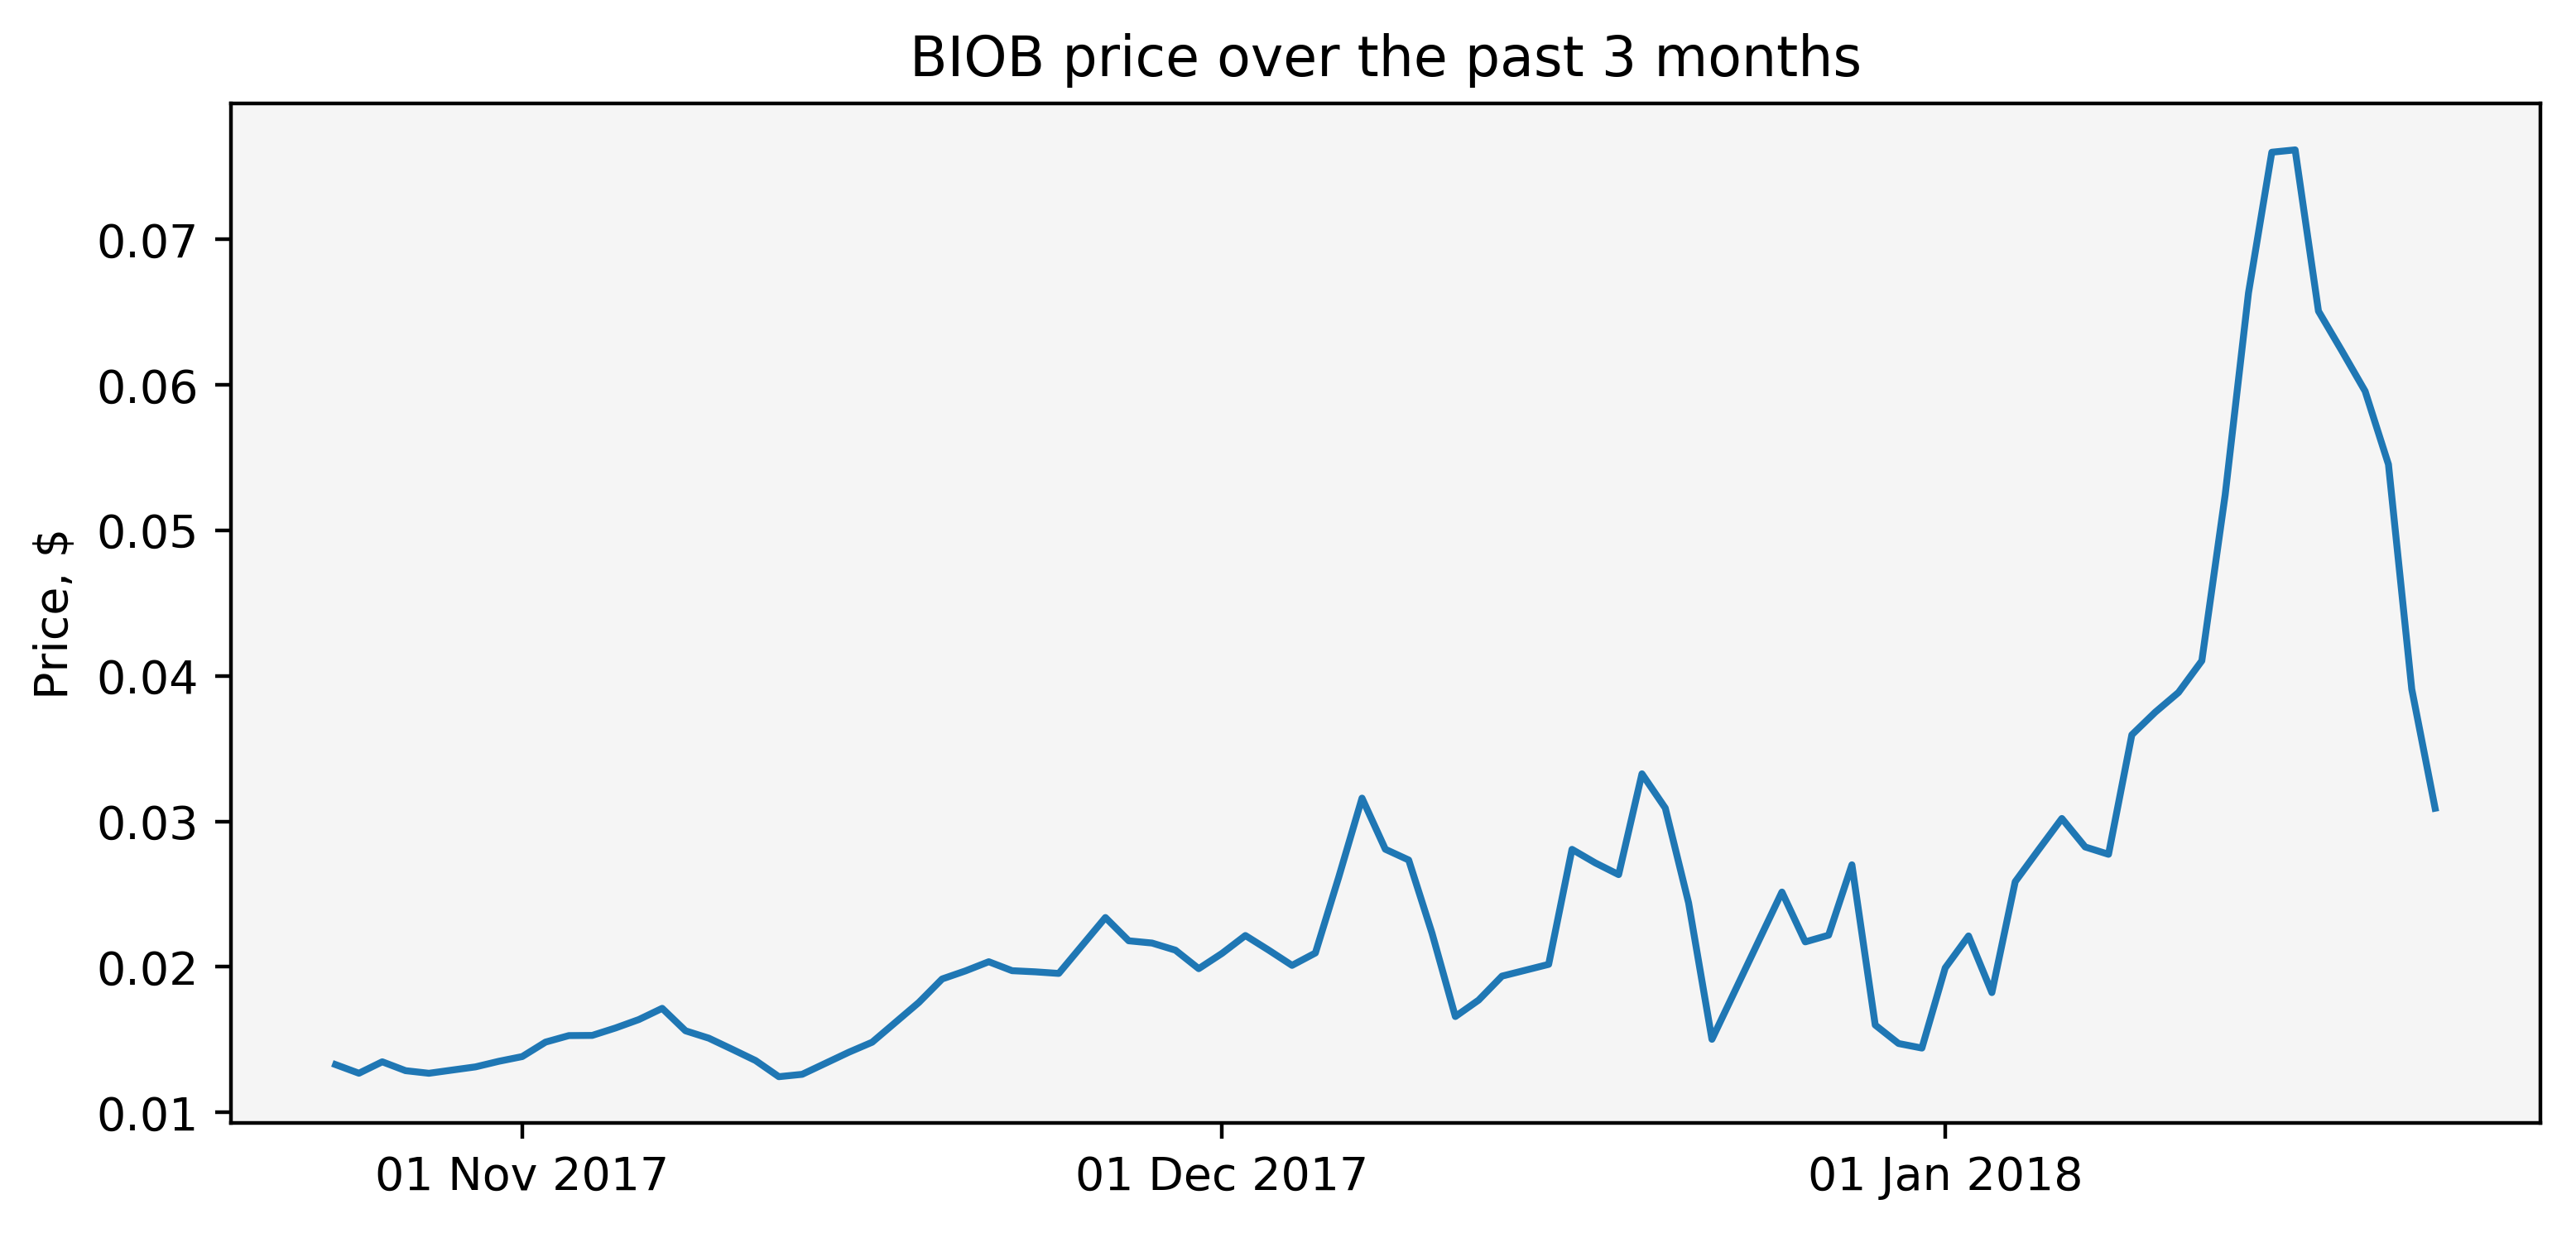 BIOB price over the past 3 months
Price, $
0.07
0.06
0.05
0.04
0.03
0.02
0.01
01 Nov 2017
01 Dec 2017
01 Jan 2018